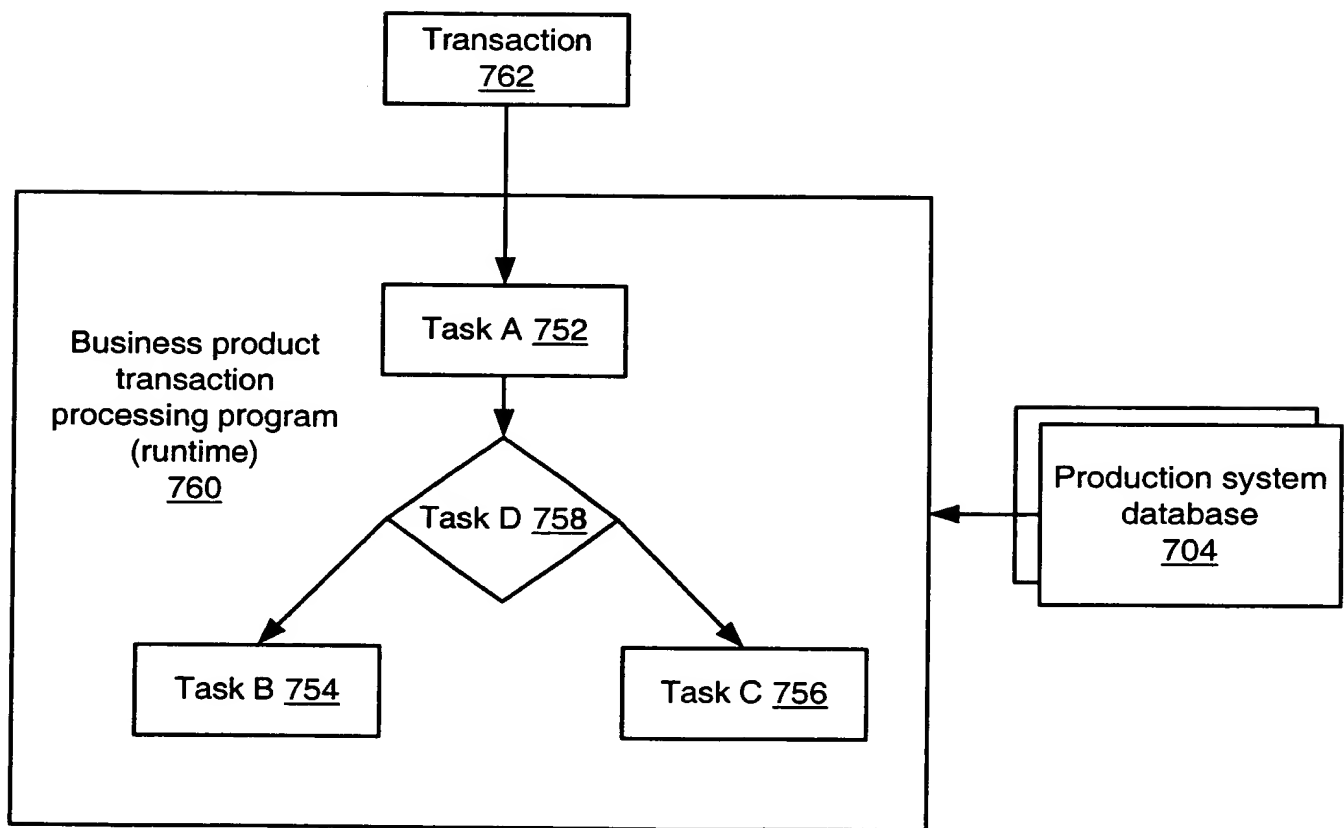 Transaction
762
Task A 752
Business product
transaction
processing program
(runtime)
760
Task D 758
Production system
database
704
Task B 754
Task C 756